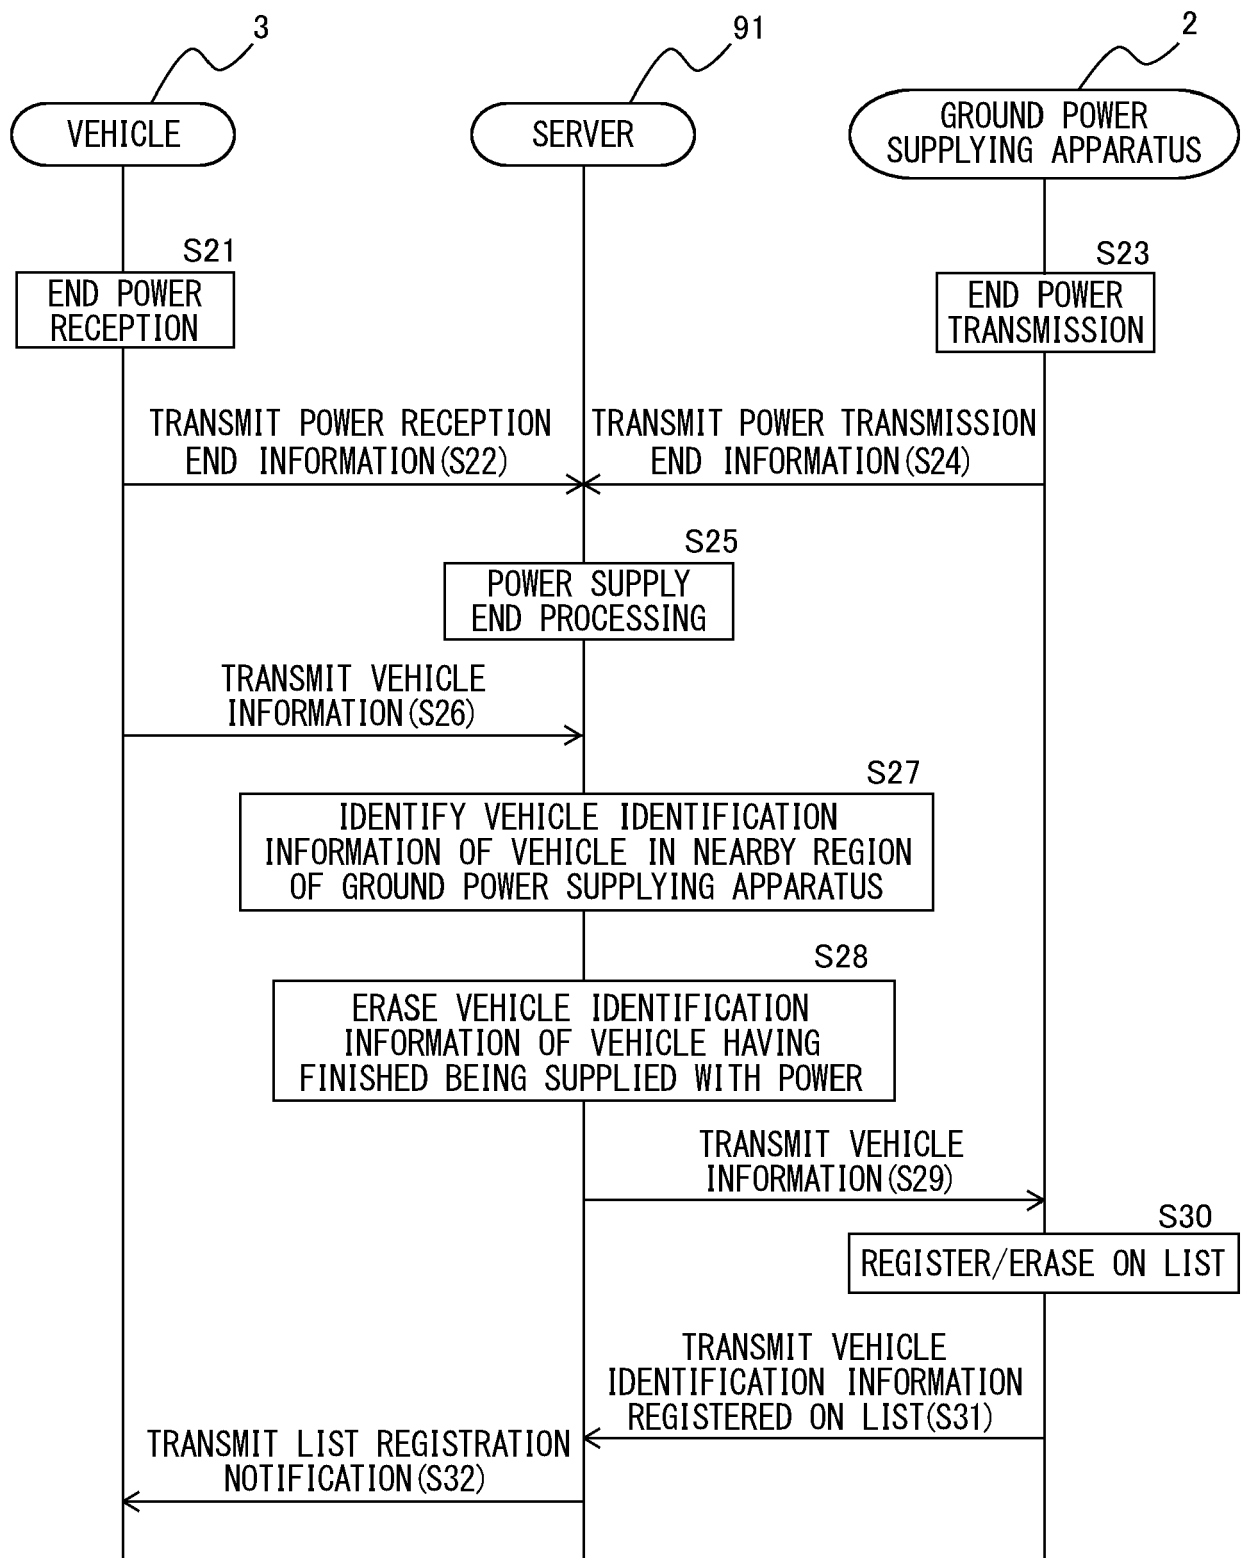 3
91
2
VEHICLE
SERVER
GROUND POWER
SUPPLYING APPARATUS
S21
END POWER
RECEPTION
S23
END POWER
TRANSMISSION
TRANSMIT POWER RECEPTION
END INFORMATION(S22)
TRANSMIT POWER TRANSMISSION
END INFORMATION(S24)
S25
POWER SUPPLY
END PROCESSING
TRANSMIT VEHICLE
INFORMATION(S26)
S27
IDENTIFY VEHICLE IDENTIFICATION
INFORMATION OF VEHICLE IN NEARBY REGION
OF GROUND POWER SUPPLYING APPARATUS
S28
ERASE VEHICLE IDENTIFICATION
INFORMATION OF VEHICLE HAVING
FINISHED BEING SUPPLIED WITH POWER
TRANSMIT VEHICLE
INFORMATION(S29)
S30
REGISTER/ERASE ON LIST
TRANSMIT VEHICLE
IDENTIFICATION INFORMATION
REGISTERED ON LIST(S31)
TRANSMIT LIST REGISTRATION
NOTIFICATION(S32)